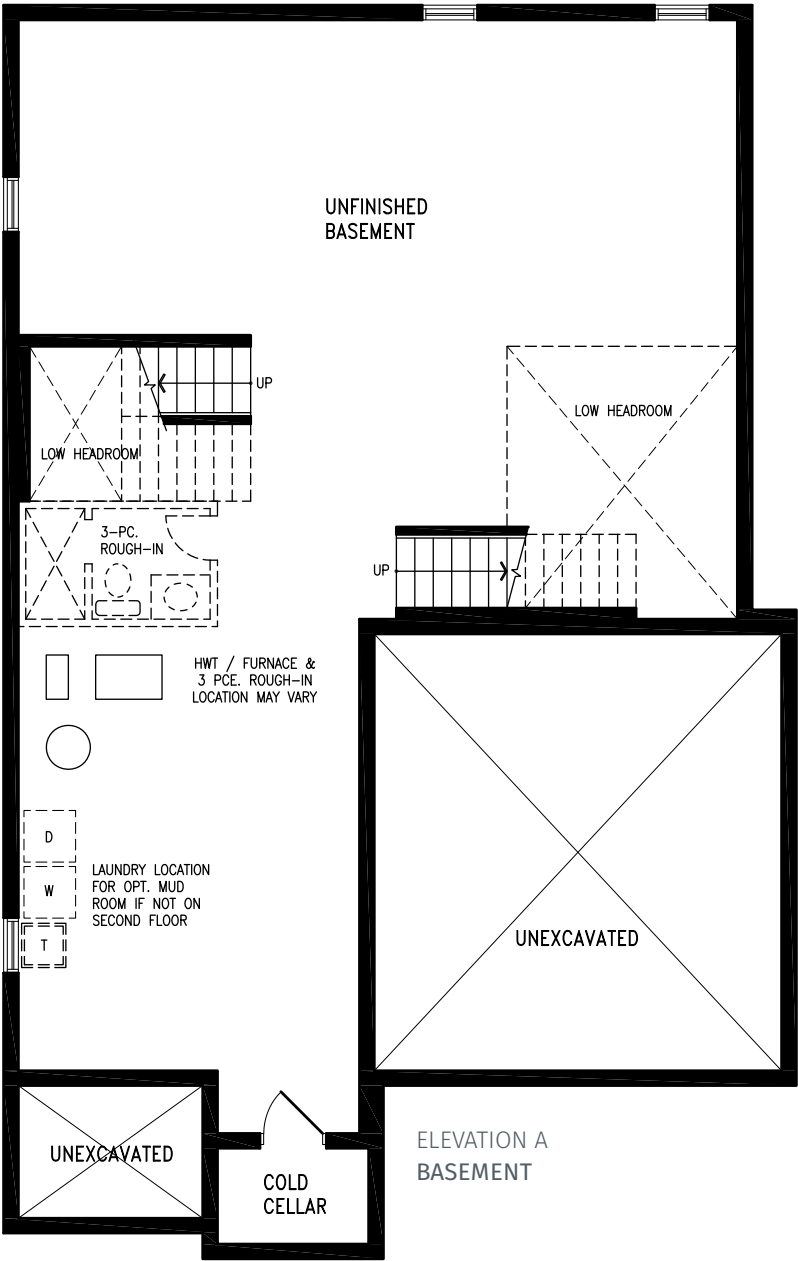 UNFINISHED
BASEMENT
UP
LOW HEADROOM
LOW HEADROOM
3-PC.
ROUGH-IN
UP
HWT / FURNACE &
3 PCE. ROUGH-IN
LOCATION MAY VARY
D
W
T
LAUNDRY LOCATION
FOR OPT. MUD
ROOM IF NOT ON
SECOND FLOOR
UNEXCAVATED
UNEXCAVATED
COLD
CELLAR
ELEVATION A
BASEMENT